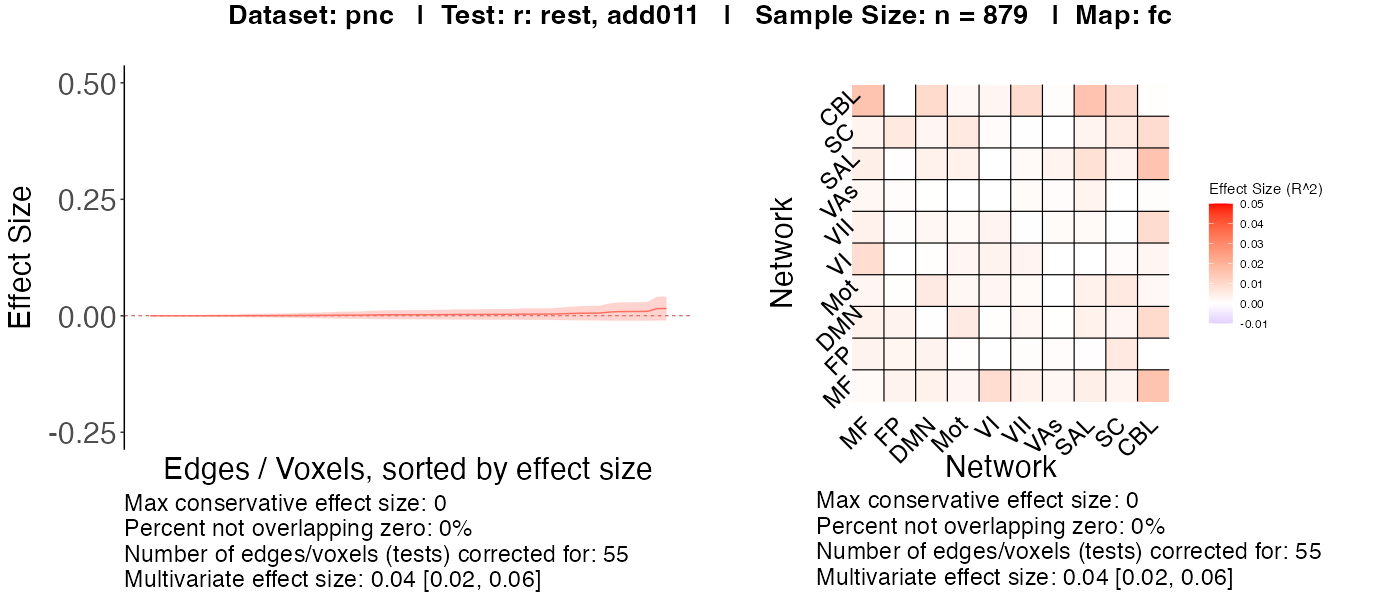 Dataset: pnc | Test: r: rest, add011 | Sample Size: n = 879 | Map: fc
0.50
0.25
0.00
-0.25
Effect Size
Edges / Voxels, sorted by effect size
Max conservative effect size: 0
Percent not overlapping zero: 0%
Number of edges/voxels (tests) corrected for: 55
Multivariate effect size: 0.04 [0.02, 0.06]
Network
CBL
SC
SAL
VAs
VII
VI
Mot
DMN
FP
MF
MF
FP
DMN
Mot
VI
VII
VAs
SAL
SC
CBL
Network
Effect Size (R^2)
0.05
0.04
0.03
0.02
0.01
0.00
-0.01
Max conservative effect size: 0
Percent not overlapping zero: 0%
Number of edges/voxels (tests) corrected for: 55
Multivariate effect size: 0.04 [0.02, 0.06]